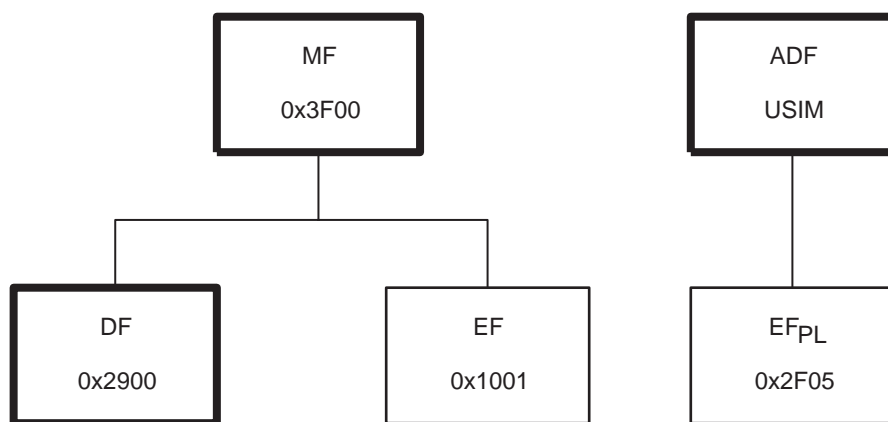 MF
0x3F00
ADF
USIM
DF
0x2900
EF
0x1001
EFPL
0x2F05